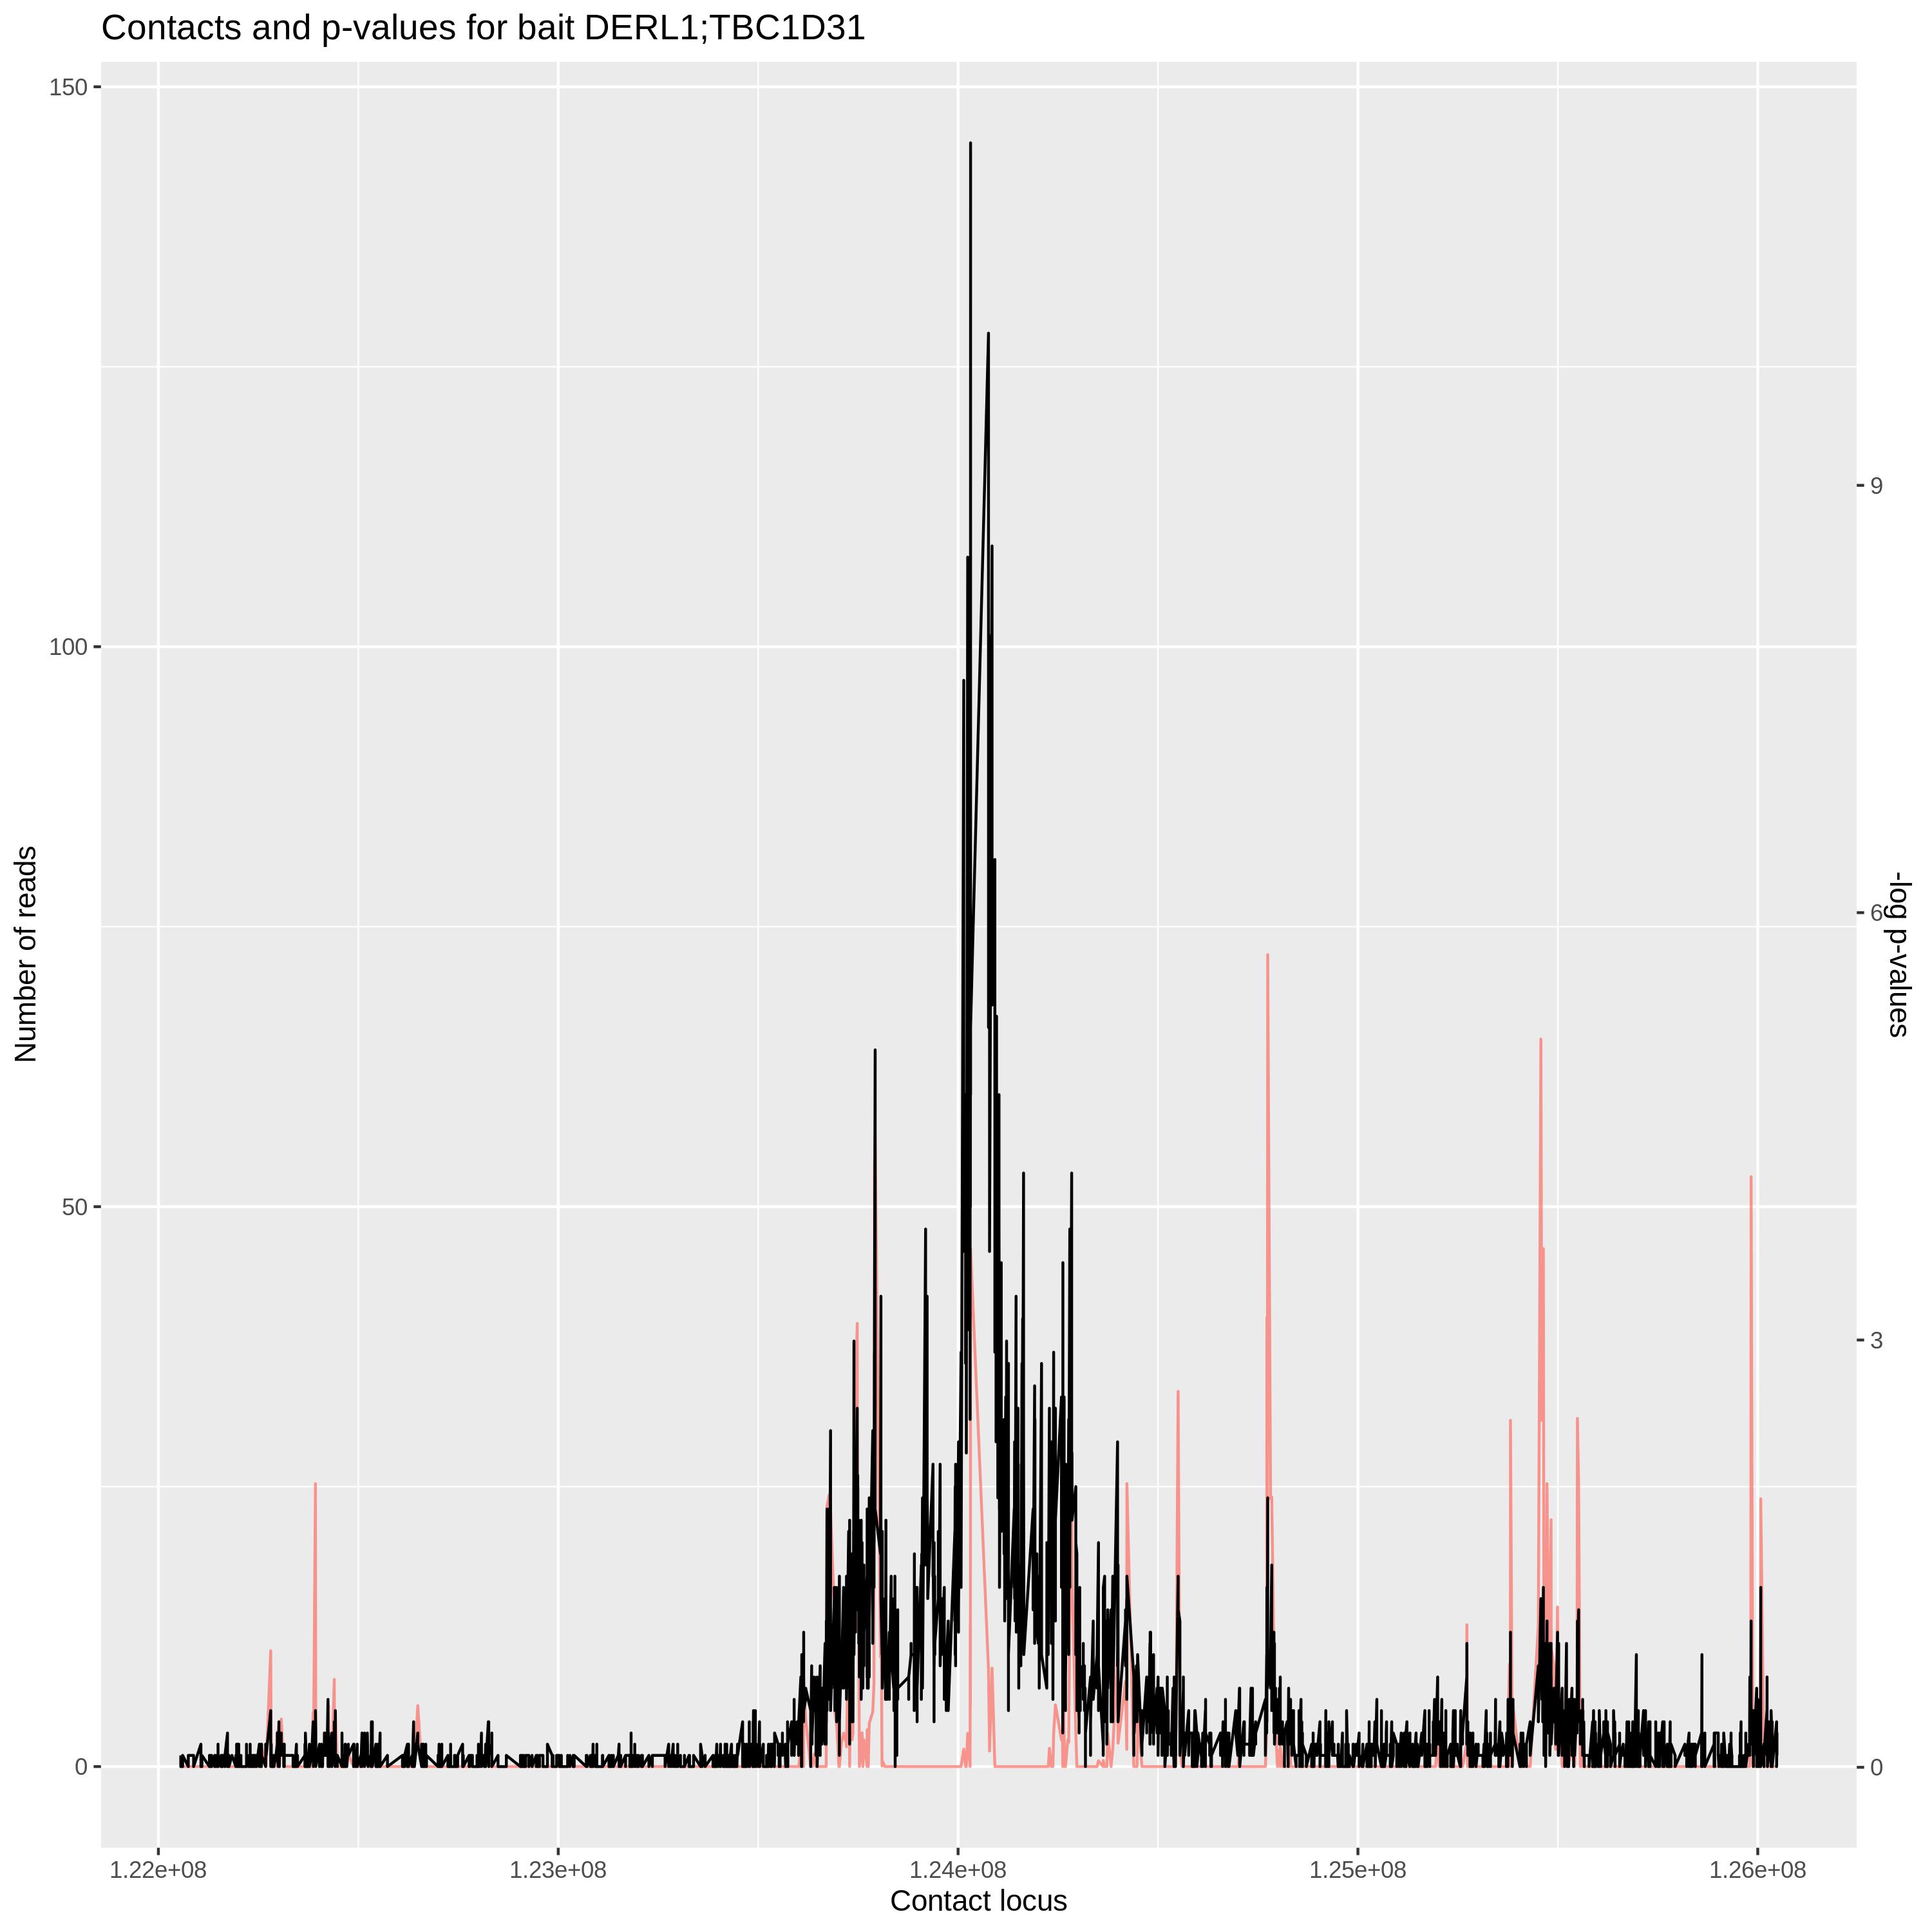 Contacts and p-values for bait DERL1;TBC1D31
150
100
50
0
Number of reads
9
6
3
0
-log p-values
1.22e+08
1.23e+08
1.24e+08
1.25e+08
1.26e+08
Contact locus